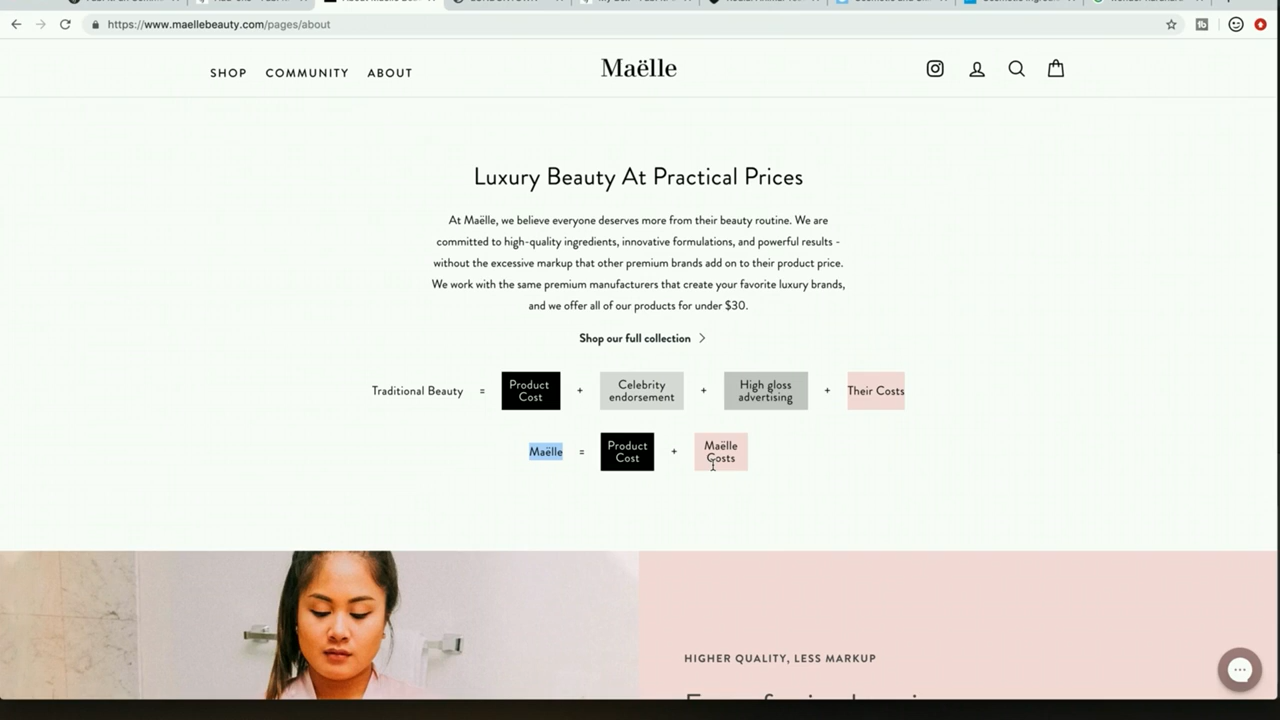 https://www.maellebeauty.com/pages/about
SHOP COMMUNITY ABOUT
Maëlle
Luxury Beauty At Practical Prices
At Maëlle, we believe everyone deserves more from their beauty routine. We are
committed to high-quality ingredients, innovative formulations, and powerful results -
without the excessive markup that other premium brands add on to their product price.
We work with the same premium manufacturers that create your favorite luxury brands,
and we offer all of our products for under $30.
Shop our full collection
Traditional Beauty = Product Cost + Celebrity endorsement + High gloss advertising + Their Costs
Maëlle = Product Cost + Maëlle Costs
HIGHER QUALITY, LESS MARKUP